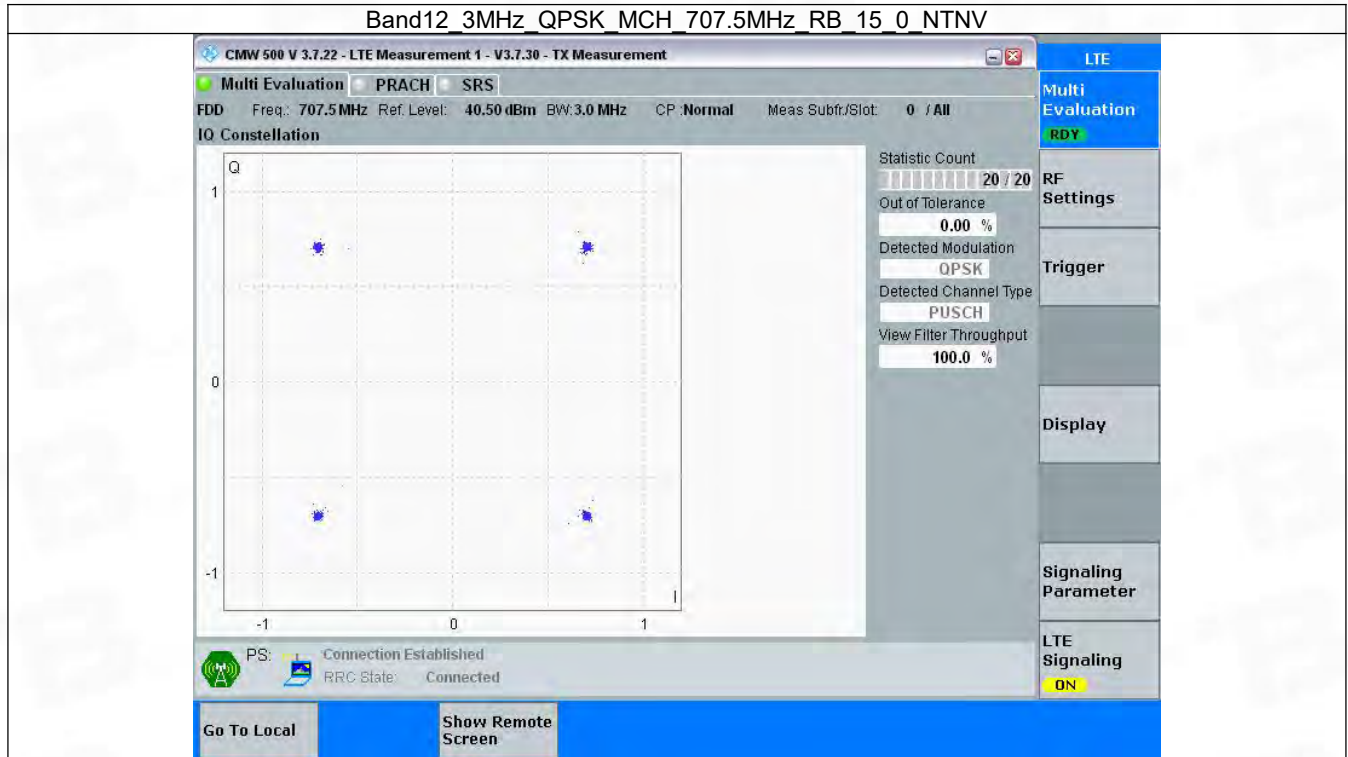 Band12_3MHz_QPSK_MCH_707.5MHz_RB_15_0_NTNV
CMW 500 V 3.7.22 - LTE Measurement 1 - V3.7.30 - TX Measurement
LTE
Multi Evaluation PRACH SRS
Multi
Evaluation
RDY
FDD Freq.: 707.5 MHz Ref. Level: 40.50 dBm BW: 3.0 MHz CP :Normal Meas Subfr./Slot: 0 / All
IQ Constellation
Q
1
0
-1
I
-1 0 1
Statistic Count
20 / 20
Out of Tolerance
0.00 %
Detected Modulation
QPSK
Detected Channel Type
PUSCH
View Filter Throughput
100.0 %
RF
Settings
Trigger
Display
Signaling
Parameter
LTE
Signaling
ON
PS: Connection Established
RRC State: Connected
Go To Local
Show Remote
Screen